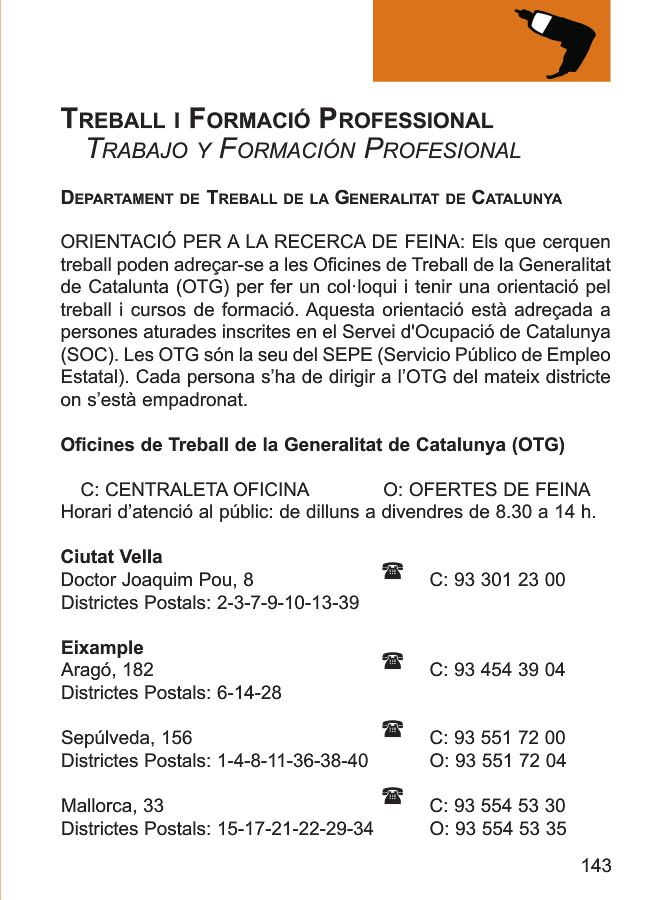 TREBALL I FORMACIÓ PROFESSIONAL
TRABAJO Y FORMACIÓN PROFESIONAL
DEPARTAMENT DE TREBALL DE LA GENERALITAT DE CATALUNYA
ORIENTACIÓ PER A LA RECERCA DE FEINA: Els que cerquen
treball poden adreçar-se a les Oficines de Treball de la Generalitat
de Catalunta (OTG) per fer un col·loqui i tenir una orientació pel
treball i cursos de formació. Aquesta orientació està adreçada a
persones aturades inscrites en el Servei d'Ocupació de Catalunya
(SOC). Les OTG són la seu del SEPE (Servicio Público de Empleo
Estatal). Cada persona s’ha de dirigir a l’OTG del mateix districte
on s’està empadronat.
Oficines de Treball de la Generalitat de Catalunya (OTG)
C: CENTRALETA OFICINA O: OFERTES DE FEINA
Horari d’atenció al públic: de dilluns a divendres de 8.30 a 14 h.
Ciutat Vella
Doctor Joaquim Pou, 8 ☎ C: 93 301 23 00
Districtes Postals: 2-3-7-9-10-13-39
Eixample
Aragó, 182 ☎ C: 93 454 39 04
Districtes Postals: 6-14-28
Sepúlveda, 156 ☎ C: 93 551 72 00
Districtes Postals: 1-4-8-11-36-38-40 O: 93 551 72 04
Mallorca, 33 ☎ C: 93 554 53 30
Districtes Postals: 15-17-21-22-29-34 O: 93 554 53 35
143